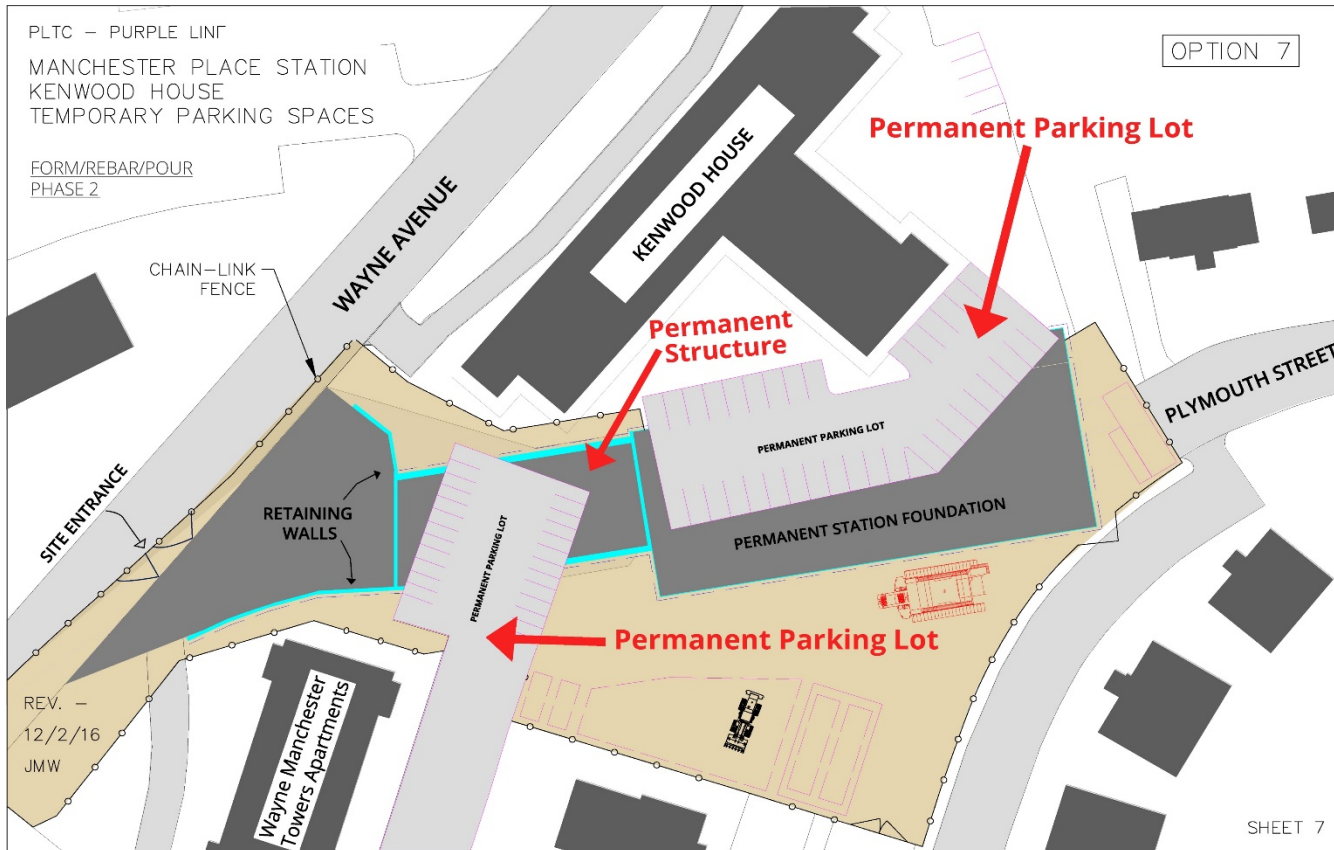 PLTC – PURPLE LINE
MANCHESTER PLACE STATION
KENWOOD HOUSE
TEMPORARY PARKING SPACES
FORM/REBAR/POUR
PHASE 2
OPTION 7
CHAIN–LINK
FENCE
WAYNE AVENUE
KENWOOD HOUSE
Permanent Parking Lot
Permanent
Structure
PLYMOUTH STREET
PERMANENT PARKING LOT
SITE ENTRANCE
RETAINING
WALLS
PERMANENT PARKING LOT
PERMANENT STATION FOUNDATION
Permanent Parking Lot
Wayne Manchester
Towers Apartments
REV. –
12/2/16
JMW
SHEET 7